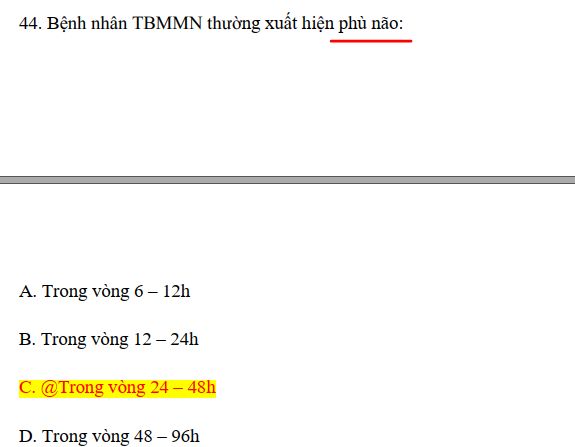 44. Bệnh nhân TBMMN thường xuất hiện phù não:
A. Trong vòng 6 – 12h
B. Trong vòng 12 – 24h
C. @Trong vòng 24 – 48h
D. Trong vòng 48 – 96h